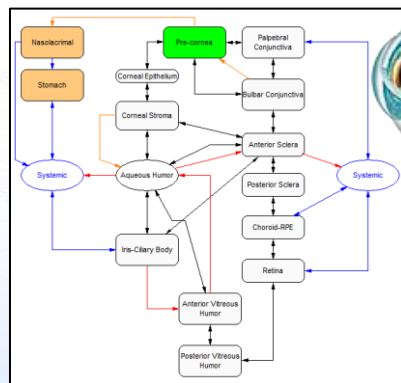 Nasolacrimal
Pre-cornea
Palpebral
Conjunctiva
Corneal Epithelium
Stomach
Bulbar Conjunctiva
Corneal Stroma
Anterior Sclera
Systemic
Aqueous Humor
Posterior Sclera
Systemic
Choroid-RPE
Iris-Ciliary Body
Retina
Anterior Vitreous
Humor
Posterior Vitreous
Humor